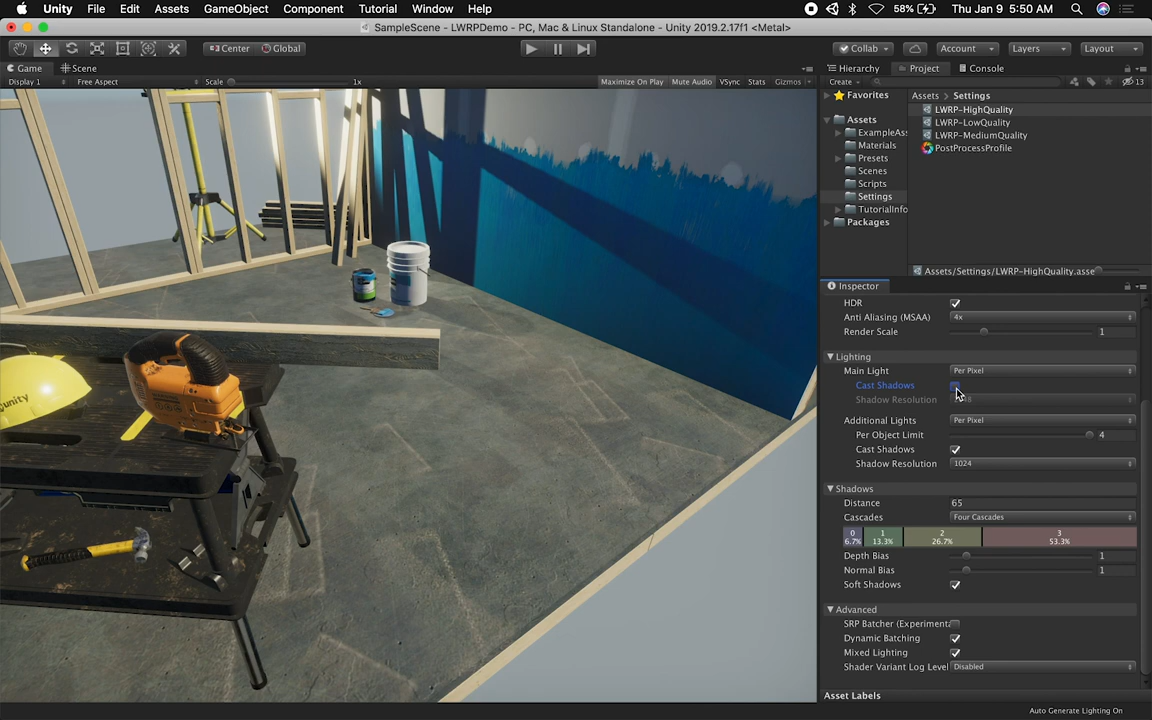 Unity File Edit Assets GameObject Component Tutorial Window Help 58% Thu Jan 9 5:50 AM
SampleScene - LWRPDemo - PC, Mac & Linux Standalone - Unity 2019.2.17f1 <Metal>
Center Global Collab Account Layers Layout
Game Scene Hierarchy Project Console
Display 1 Free Aspect Scale 1x Maximize On Play Mute Audio VSync Stats Gizmos Create 13
Favorites
Assets > Settings
LWRP-HighQuality
Assets
LWRP-LowQuality
ExampleAss
LWRP-MediumQuality
Materials
PostProcessProfile
Presets
Scenes
Scripts
Settings
TutorialInfo
Packages
Assets/Settings/LWRP-HighQuality.asse
Inspector
HDR
Anti Aliasing (MSAA) 4x
Render Scale 1
Lighting
Main Light Per Pixel
Cast Shadows
Shadow Resolution
Additional Lights Per Pixel
Per Object Limit 4
Cast Shadows
Shadow Resolution 1024
Shadows
Distance 65
Cascades Four Cascades
0 1 2 3
6.7% 13.3% 26.7% 53.3%
Depth Bias 1
Normal Bias 1
Soft Shadows
Advanced
SRP Batcher (Experimenta
Dynamic Batching
Mixed Lighting
Shader Variant Log Level Disabled
Asset Labels
Auto Generate Lighting On
unity